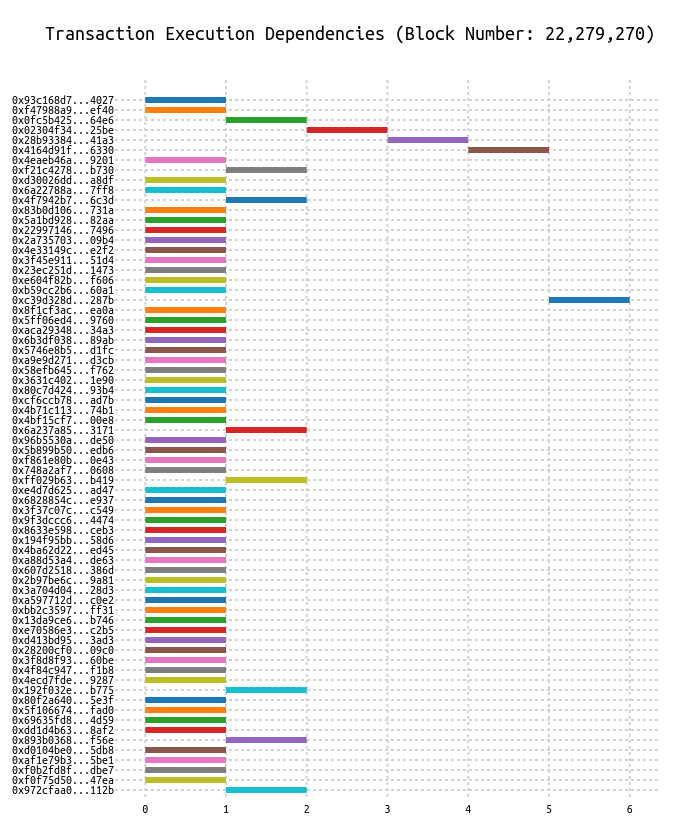 Transaction Execution Dependencies (Block Number: 22,279,270)
0x93c168d7...4027
0xf47988a9...ef40
0x0fc5b425...64e6
0x02304f34...25be
0x28b93384...41a3
0x4164d91f...6330
0x4eaeb46a...9201
0xf21c4278...b730
0xd30026dd...a8df
0x6a22788a...7ff8
0x4f7942b7...6c3d
0x83b0d106...731a
0x5a1bd928...82aa
0x22997146...7496
0x2a735703...09b4
0x4e33149c...e2f2
0x3f45e911...51d4
0x23ec251d...1473
0xe604f82b...f606
0xb59cc2b6...60a1
0xc39d328d...287b
0x8f1cf3ac...ea0a
0x5ff06ed4...9760
0xaca29348...34a3
0x6b3df038...89ab
0x5746e8b5...d1fc
0xa9e9d271...d3cb
0x58efb645...f762
0x3631c402...1e90
0x80c7d424...93b4
0xcf6ccb78...ad7b
0x4b71c113...74b1
0x4bf15cf7...00e8
0x6a237a85...3171
0x96b5530a...de50
0x5b899b50...edb6
0xf861e80b...0e43
0x748a2af7...0608
0xff029b63...b419
0xe4d7d625...ad47
0x6828854c...e937
0x3f37c07c...c549
0x9f3dccc6...4474
0x8633e598...ceb3
0x194f95bb...58d6
0x4ba62d22...ed45
0xa88d53a4...de63
0x607d2518...386d
0x2b97be6c...9a81
0x3a704d04...28d3
0xa597712d...c0e2
0xbb2c3597...ff31
0x13da9ce6...b746
0xe70586e3...c2b5
0xd413bd95...3ad3
0x28200cf0...09c0
0x3f8d8f93...60be
0x4f84c947...f1b8
0x4ecd7fde...9287
0x192f032e...b775
0x80f2a640...5e3f
0x5f106674...fad0
0x69635fd8...4d59
0xdd1d4b63...8af2
0x893b0368...f56e
0xd0104be0...5db8
0xaf1e79b3...5be1
0xf0b2fd8f...dbe7
0xf0f75d50...47ea
0x972cfaa0...112b
0 1 2 3 4 5 6